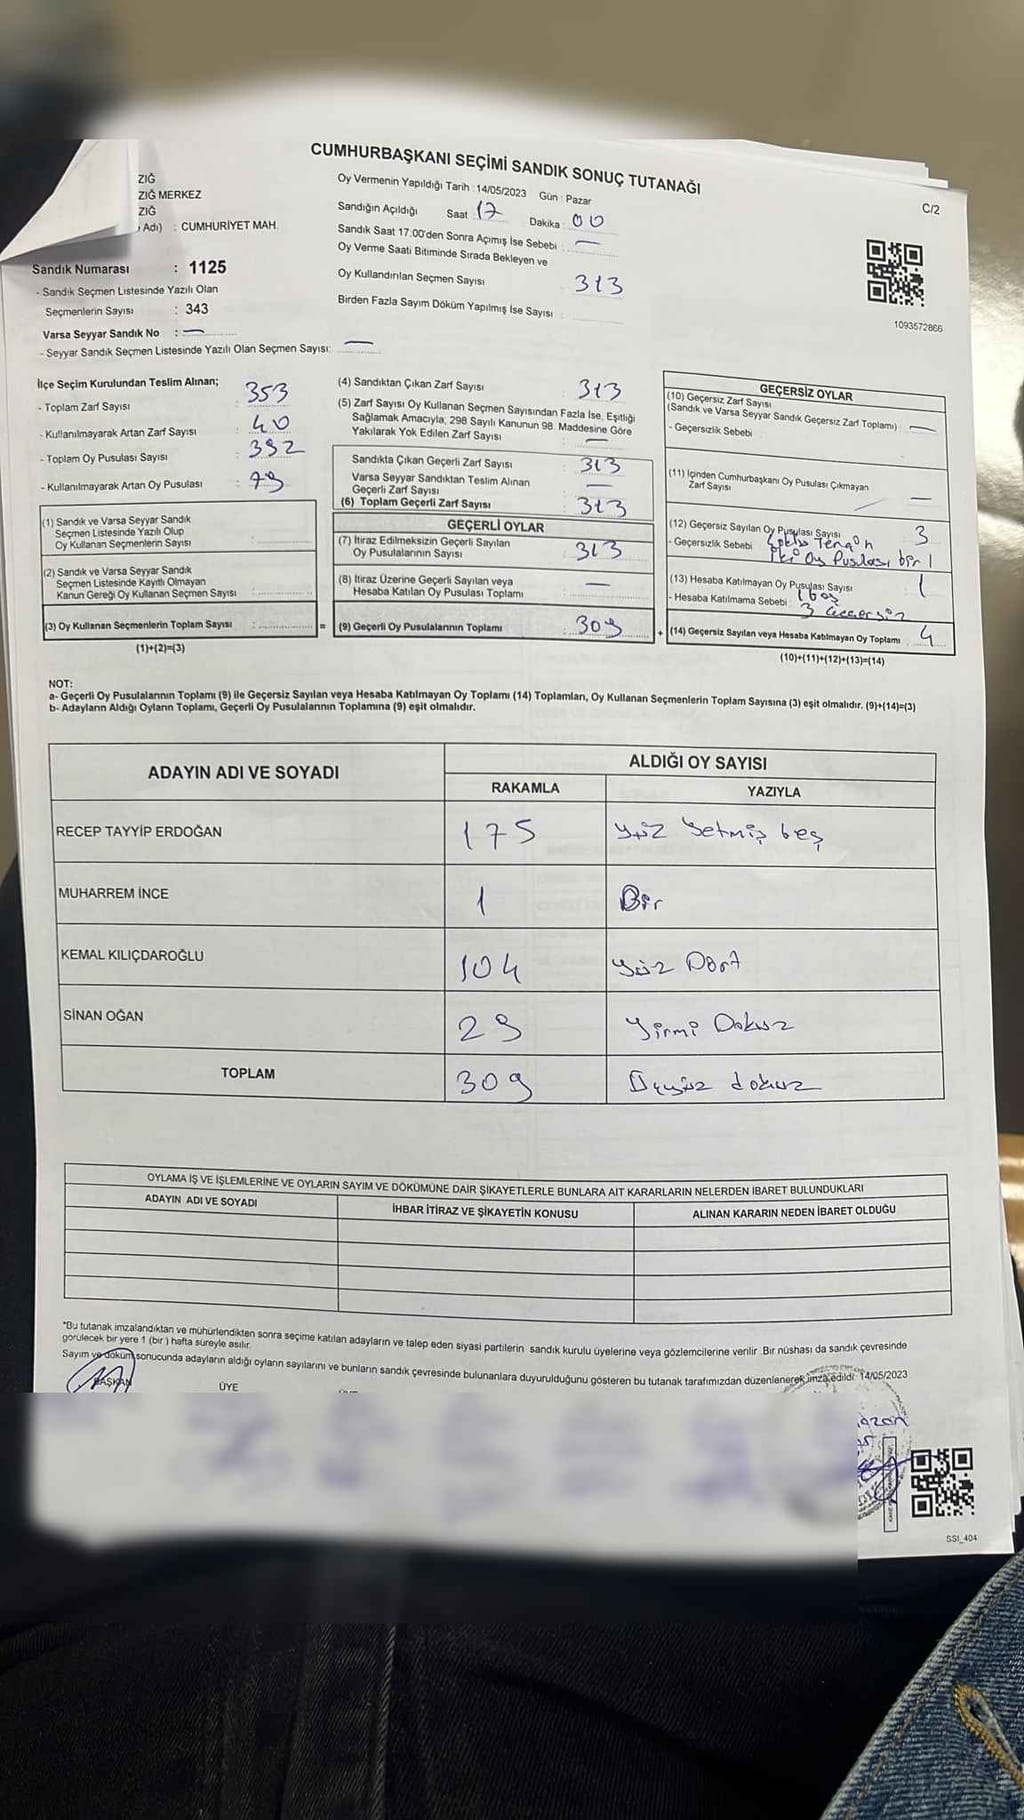 CUMHURBAŞKANI SEÇİMİ SANDIK SONUÇ TUTANAĞI
C/2
ZIĞ
ZIĞ MERKEZ
ZIĞ
Adı) : CUMHURİYET MAH.
Sandık Numarası : 1125
- Sandık Seçmen Listesinde Yazılı Olan
Seçmenlerin Sayısı : 343
Varsa Seyyar Sandık No : —
- Seyyar Sandık Seçmen Listesinde Yazılı Olan Seçmen Sayısı: —
Oy Vermenin Yapıldığı Tarih : 14/05/2023 Gün : Pazar
Sandığın Açıldığı Saat : 17 Dakika : 00
Sandık Saat 17.00'den Sonra Açımış İse Sebebi : —
Oy Verme Saati Bitiminde Sırada Bekleyen ve
Oy Kullandırılan Seçmen Sayısı : 313
Birden Fazla Sayım Döküm Yapılmış İse Sayısı :
1093572866
İlçe Seçim Kurulundan Teslim Alınan;
- Toplam Zarf Sayısı : 353
- Kullanılmayarak Artan Zarf Sayısı : 40
- Toplam Oy Pusulası Sayısı : 392
- Kullanılmayarak Artan Oy Pusulası : 79
(1) Sandık ve Varsa Seyyar Sandık
Seçmen Listesinde Yazılı Olup
Oy Kullanan Seçmenlerin Sayısı :
(2) Sandık ve Varsa Seyyar Sandık
Seçmen Listesinde Kayıtlı Olmayan
Kanun Gereği Oy Kullanan Seçmen Sayısı :
(3) Oy Kullanan Seçmenlerin Toplam Sayısı : =
(1)+(2)=(3)
(4) Sandıktan Çıkan Zarf Sayısı : 313
(5) Zarf Sayısı Oy Kullanan Seçmen Sayısından Fazla İse, Eşitliği
Sağlamak Amacıyla, 298 Sayılı Kanunun 98. Maddesine Göre
Yakılarak Yok Edilen Zarf Sayısı : —
Sandıkta Çıkan Geçerli Zarf Sayısı : 313
Varsa Seyyar Sandıktan Teslim Alınan
Geçerli Zarf Sayısı : —
(6) Toplam Geçerli Zarf Sayısı : 313
GEÇERLİ OYLAR
(7) İtiraz Edilmeksizin Geçerli Sayılan
Oy Pusulalarının Sayısı : 313
(8) İtiraz Üzerine Geçerli Sayılan veya
Hesaba Katılan Oy Pusulası Toplamı : —
(9) Geçerli Oy Pusulalarının Toplamı : 309 +
GEÇERSİZ OYLAR
(10) Geçersiz Zarf Sayısı
(Sandık ve Varsa Seyyar Sandık Geçersiz Zarf Toplamı) : —
- Geçersizlik Sebebi :
(11) İçinden Cumhurbaşkanı Oy Pusulası Çıkmayan
Zarf Sayısı : —
(12) Geçersiz Sayılan Oy Pusulası Sayısı : 3
- Geçersizlik Sebebi :
İki Oy Pusulası bir 1
(13) Hesaba Katılmayan Oy Pusulası Sayısı : 1
- Hesaba Katılmama Sebebi : 1 boş
3 Geçersiz
(14) Geçersiz Sayılan veya Hesaba Katılmayan Oy Toplamı : 4
(10)+(11)+(12)+(13)=(14)
NOT:
a- Geçerli Oy Pusulalarının Toplamı (9) ile Geçersiz Sayılan veya Hesaba Katılmayan Oy Toplamı (14) Toplamları, Oy Kullanan Seçmenlerin Toplam Sayısına (3) eşit olmalıdır. (9)+(14)=(3)
b- Adayların Aldığı Oyların Toplamı, Geçerli Oy Pusulalarının Toplamına (9) eşit olmalıdır.
ADAYIN ADI VE SOYADI
ALDIĞI OY SAYISI
RAKAMLA YAZIYLA
RECEP TAYYİP ERDOĞAN 175 yüz yetmiş beş
MUHARREM İNCE 1 Bir
KEMAL KILIÇDAROĞLU 104 yüz Dört
SİNAN OĞAN 29 Yirmi Dokuz
TOPLAM 309 Üçyüz dokuz
OYLAMA İŞ VE İŞLEMLERİNE VE OYLARIN SAYIM VE DÖKÜMÜNE DAİR ŞİKAYETLERLE BUNLARA AİT KARARLARIN NELERDEN İBARET BULUNDUKLARI
ADAYIN ADI VE SOYADI İHBAR İTİRAZ VE ŞİKAYETİN KONUSU ALINAN KARARIN NEDEN İBARET OLDUĞU
*Bu tutanak imzalandıktan ve mühürlendikten sonra seçime katılan adayların ve talep eden siyasi partilerin sandık kurulu üyelerine veya gözlemcilerine verilir. Bir nüshası da sandık çevresinde
görülecek bir yere 1 (bir ) hafta süreyle asılır.
Sayım ve döküm sonucunda adayların aldığı oyların sayılarını ve bunların sandık çevresinde bulunanlara duyurulduğunu gösteren bu tutanak tarafımızdan düzenlenerek imza edildi. 14/05/2023
BAŞKAN ÜYE
SSI_404